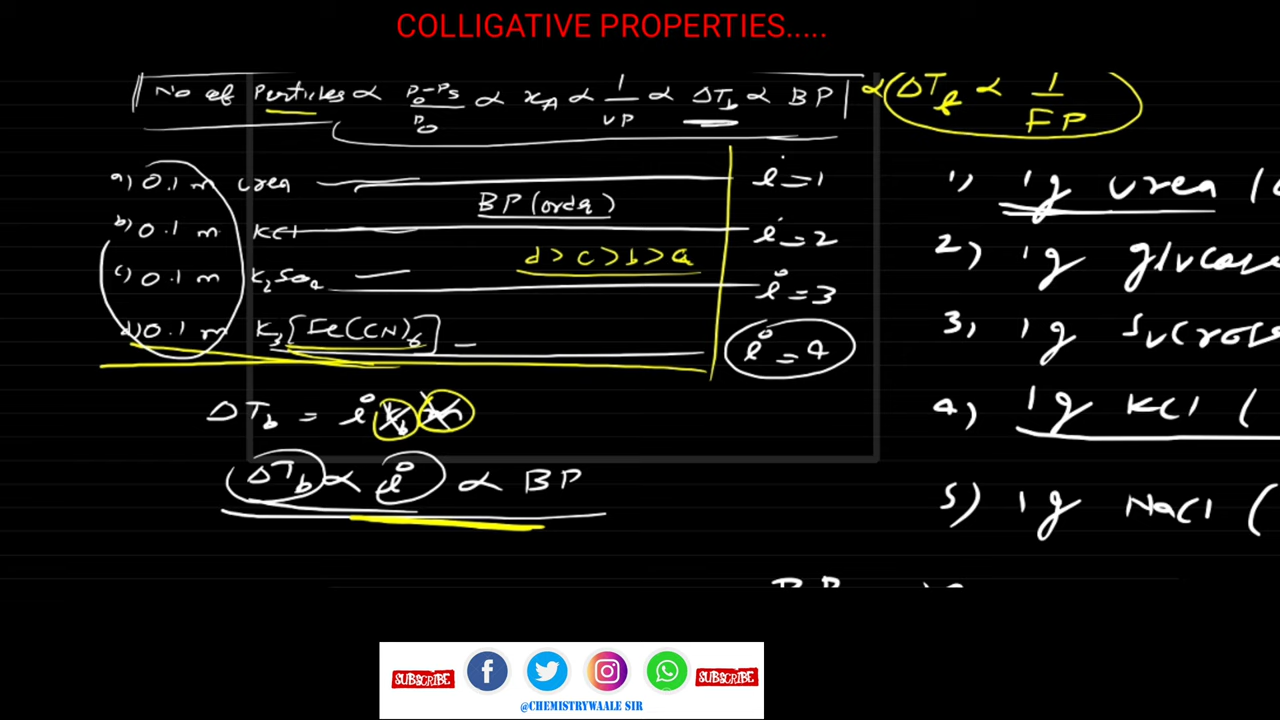 COLLIGATIVE PROPERTIES.....
No of Particles ∝ P₀-Ps/P₀ ∝ xA ∝ 1/VP ∝ ΔTb ∝ BP ∝ ΔTf ∝ 1/FP
a) 0.1 m urea i=1
BP (order)
b) 0.1 m KCl i=2
d > c > b > a
c) 0.1 m K₂SO₄ i=3
d) 0.1 m K₃[Fe(CN)₆] i=4
ΔTb = i Kb m
ΔTb ∝ i ∝ BP
1) 1g urea (
2) 1g glucose
3) 1g Sucrose
4) 1g KCl (
5) 1g NaCl (
SUBSCRIBE
SUBSCRIBE
@CHEMISTRYWAALE SIR